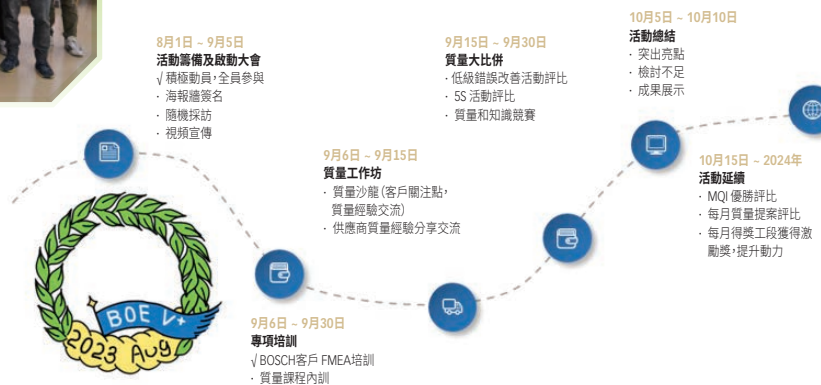 8月1日 ~ 9月5日
活動籌備及啟動大會
√ 積極動員，全員參與
· 海報牆簽名
· 隨機採訪
· 視頻宣傳
9月6日 ~ 9月15日
質量工作坊
· 質量沙龍（客戶關注點，
質量經驗交流）
· 供應商質量經驗分享交流
9月6日 ~ 9月30日
專項培訓
√ BOSCH客戶 FMEA培訓
· 質量課程內訓
9月15日 ~ 9月30日
質量大比併
· 低級錯誤改善活動評比
· 5S 活動評比
· 質量和知識競賽
10月5日 ~ 10月10日
活動總結
· 突出亮點
· 檢討不足
· 成果展示
10月15日 ~ 2024年
活動延續
· MQI 優勝評比
· 每月質量提案評比
· 每月得獎工段獲得激
勵獎，提升動力
BOE V+
2023 Aug